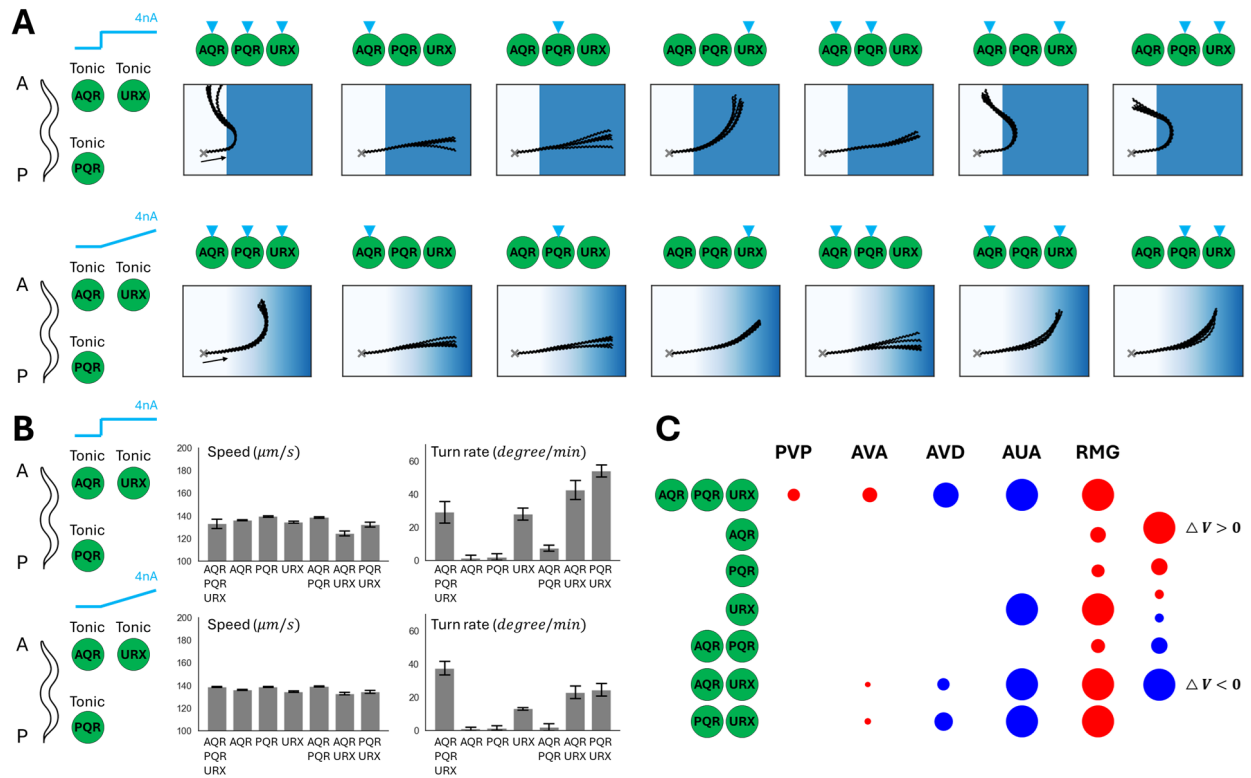 A
4nA
Tonic Tonic
A AQR URX
Tonic
P PQR
AQR PQR URX AQR PQR URX AQR PQR URX AQR PQR URX AQR PQR URX AQR PQR URX AQR PQR URX
4nA
Tonic Tonic
A AQR URX
Tonic
P PQR
AQR PQR URX AQR PQR URX AQR PQR URX AQR PQR URX AQR PQR URX AQR PQR URX AQR PQR URX
B
4nA
Tonic Tonic
A AQR URX
Tonic
P PQR
Speed (μm/s)
200
180
160
140
120
100
AQR AQR PQR URX AQR AQR PQR
PQR PQR URX URX
URX
Turn rate (degree/min)
60
40
20
0
AQR AQR PQR URX AQR AQR PQR
PQR PQR URX URX
URX
4nA
Tonic Tonic
A AQR URX
Tonic
P PQR
Speed (μm/s)
200
180
160
140
120
100
AQR AQR PQR URX AQR AQR PQR
PQR PQR URX URX
URX
Turn rate (degree/min)
60
40
20
0
AQR AQR PQR URX AQR AQR PQR
PQR PQR URX URX
URX
C
PVP AVA AVD AUA RMG
AQR PQR URX
AQR
PQR
URX
AQR PQR
AQR URX
PQR URX
△V > 0
△V < 0